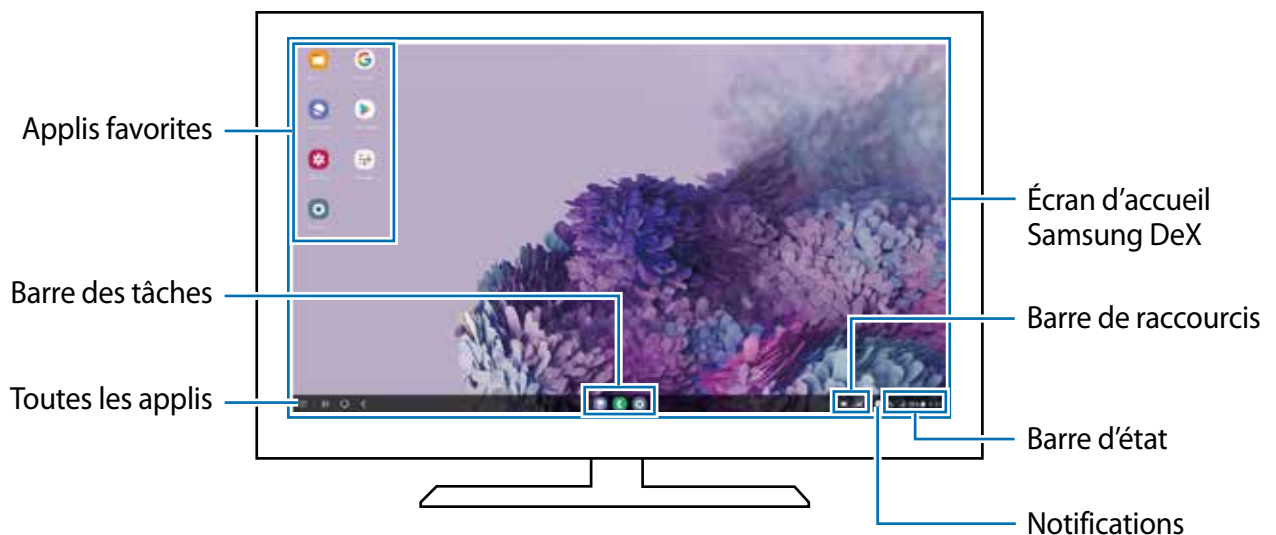 Applis favorites
Barre des tâches
Toutes les applis
Écran d'accueil
Samsung DeX
Barre de raccourcis
Barre d'état
Notifications